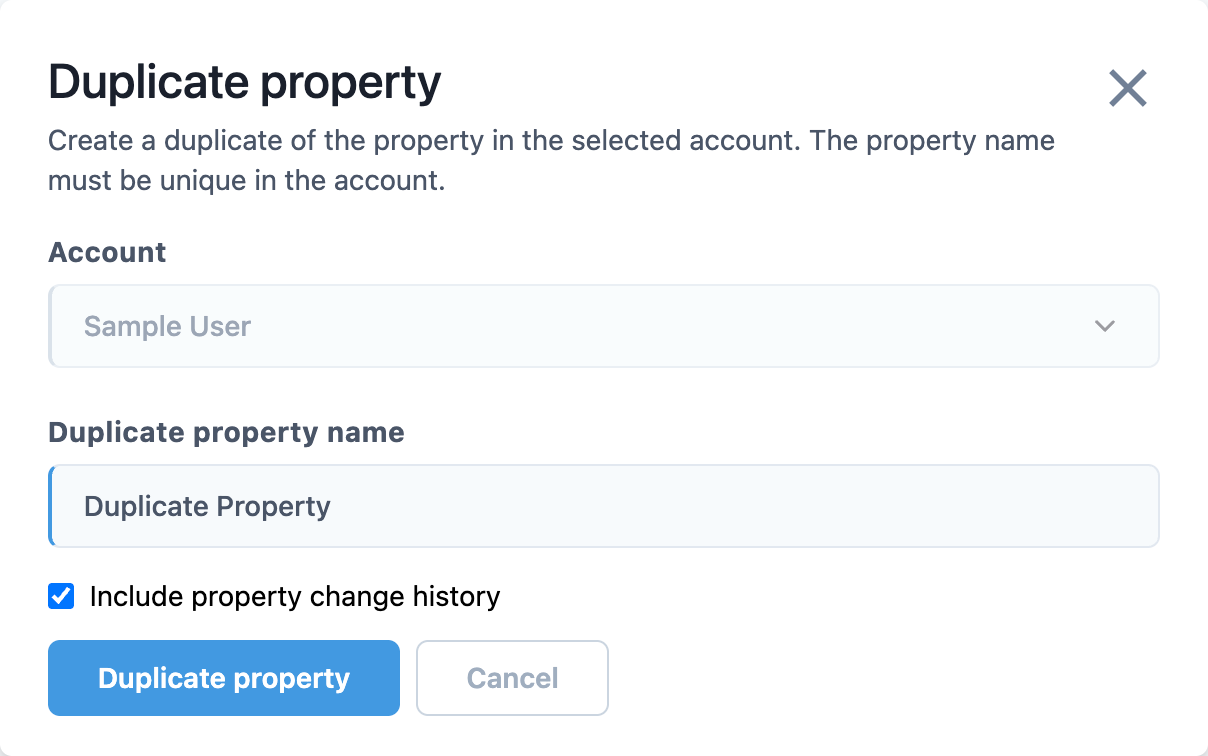 Duplicate property
Create a duplicate of the property in the selected account. The property name
must be unique in the account.
Account
Sample User
Duplicate property name
Duplicate Property
Include property change history
Duplicate property
Cancel